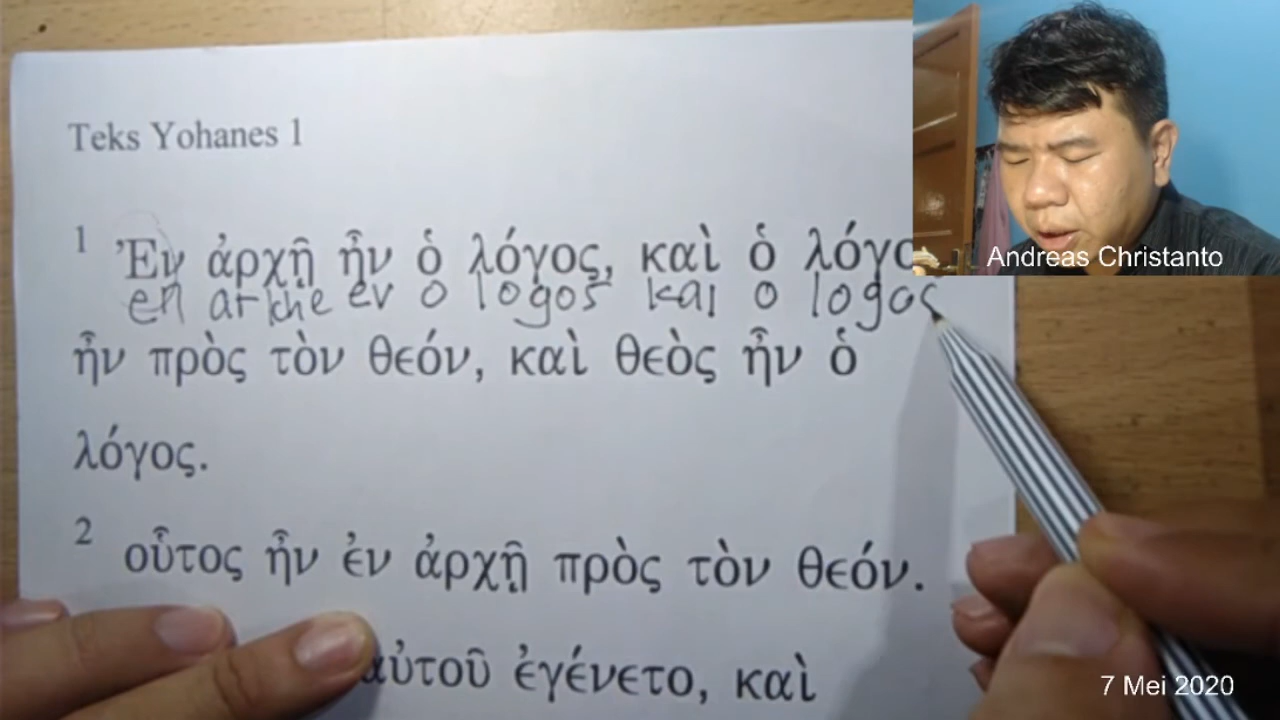 Teks Yohanes 1
1 Ἐν ἀρχῇ ἦν ὁ λόγος, καὶ ὁ λόγο
en arkhe ev o logos kai o logos
ἦν πρὸς τὸν θεόν, καὶ θεὸς ἦν ὁ
λόγος.
2 οὗτος ἦν ἐν ἀρχῇ πρὸς τὸν θεόν.
αὐτοῦ ἐγένετο, καὶ
Andreas Christanto
7 Mei 2020